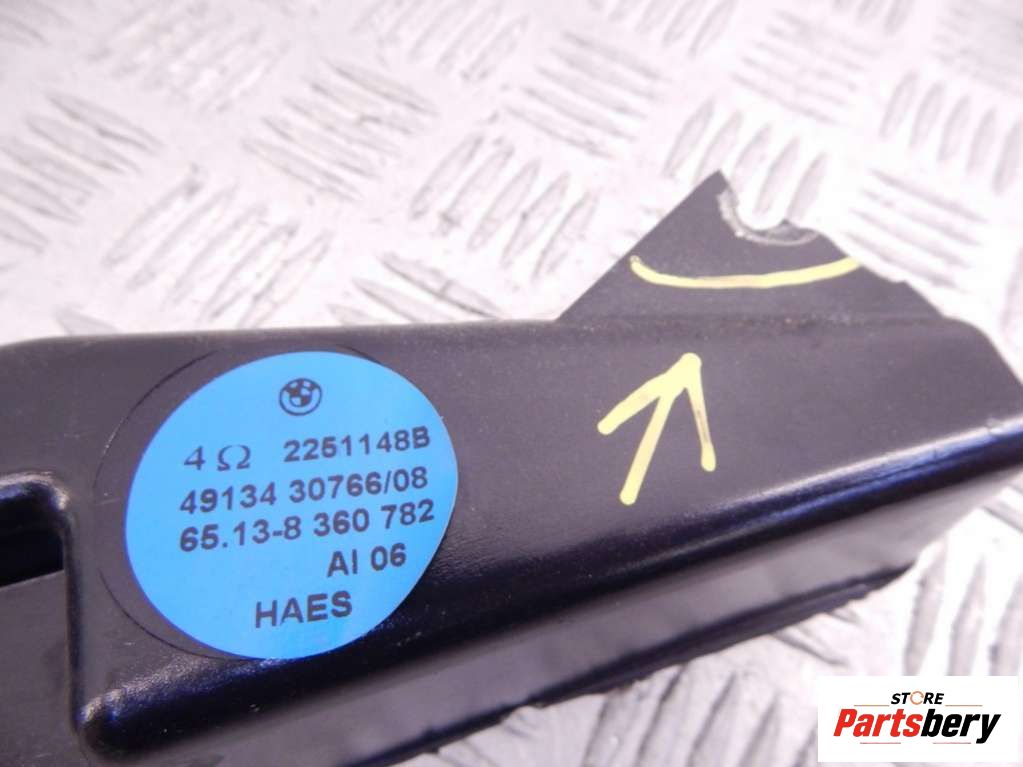 4 Ω 2251148B
49134 30766/08
65.13-8 360 782
AI 06
HAES
STORE
Partsbery